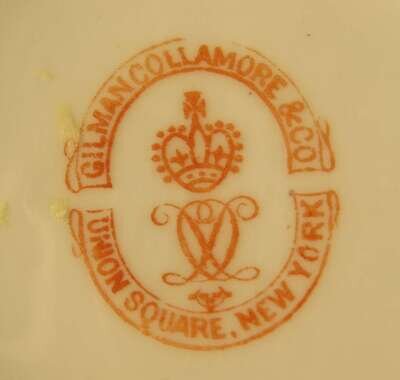 GILMAN COLLAMORE & CO
UNION SQUARE, NEW YORK